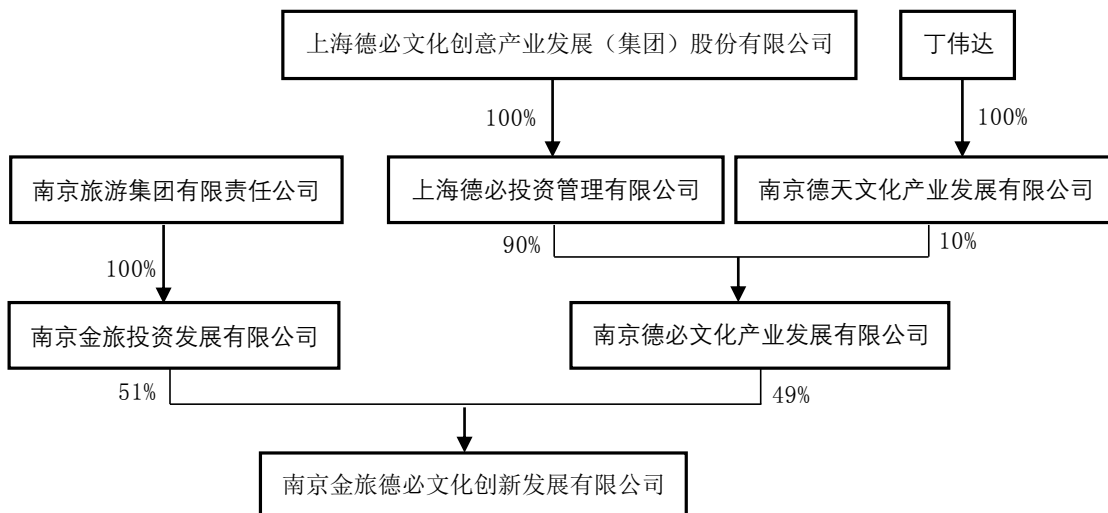 上海德必文化创意产业发展（集团）股份有限公司
丁伟达
100%
100%
南京旅游集团有限责任公司
上海德必投资管理有限公司
南京德天文化产业发展有限公司
90%
10%
100%
南京金旅投资发展有限公司
南京德必文化产业发展有限公司
51%
49%
南京金旅德必文化创新发展有限公司